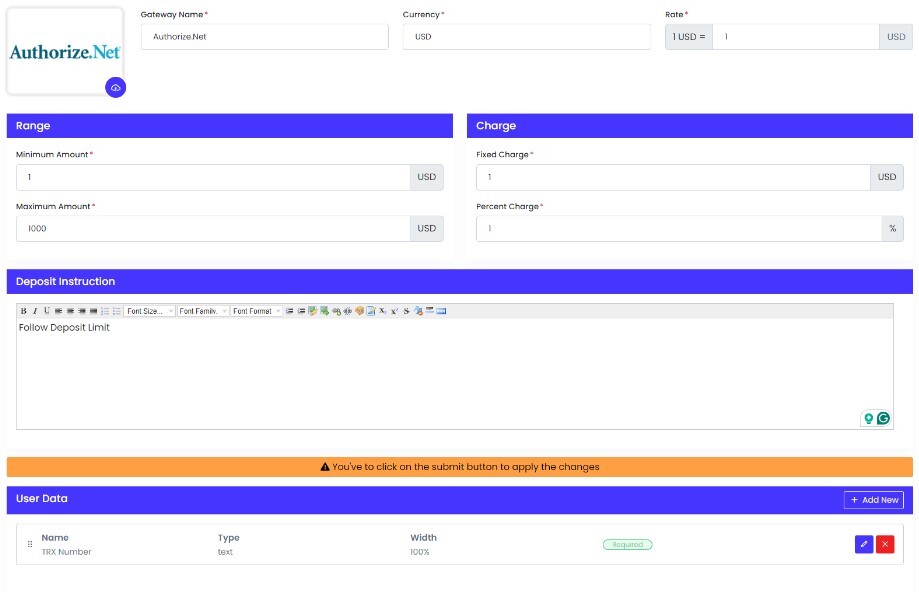 Authorize.Net
Gateway Name*
Authorize.Net
Currency*
USD
Rate*
1 USD =
1
USD
Range
Charge
Minimum Amount*
1
USD
Fixed Charge*
1
USD
Maximum Amount*
1000
USD
Percent Charge*
1
%
Deposit Instruction
B I U Font Size... Font Family. Font Format
Follow Deposit Limit
You've to click on the submit button to apply the changes
User Data
+ Add New
Name
Type
Width
Required
TRX Number
text
100%